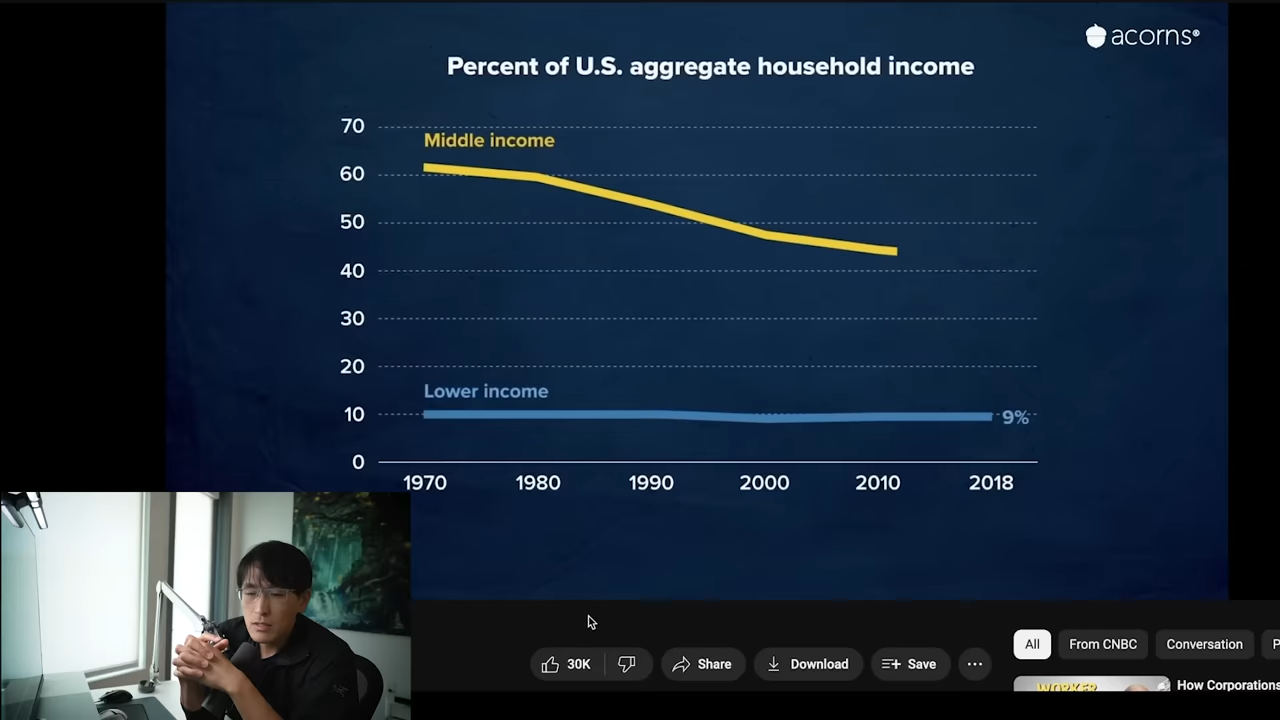 acorns®
Percent of U.S. aggregate household income
70
Middle income
60
50
40
30
20
Lower income
10
9%
0
1970 1980 1990 2000 2010 2018
30K Share Download Save ...
All From CNBC Conversation P
WORKER
How Corporations